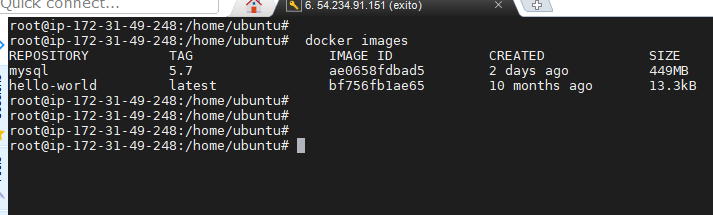 Quick connect...
6. 54.234.91.151 (exito)
root@ip-172-31-49-248:/home/ubuntu#
root@ip-172-31-49-248:/home/ubuntu#  docker images
REPOSITORY          TAG                 IMAGE ID            CREATED             SIZE
mysql               5.7                 ae0658fdbad5        2 days ago          449MB
hello-world         latest              bf756fb1ae65        10 months ago       13.3kB
root@ip-172-31-49-248:/home/ubuntu#
root@ip-172-31-49-248:/home/ubuntu#
root@ip-172-31-49-248:/home/ubuntu#
root@ip-172-31-49-248:/home/ubuntu#